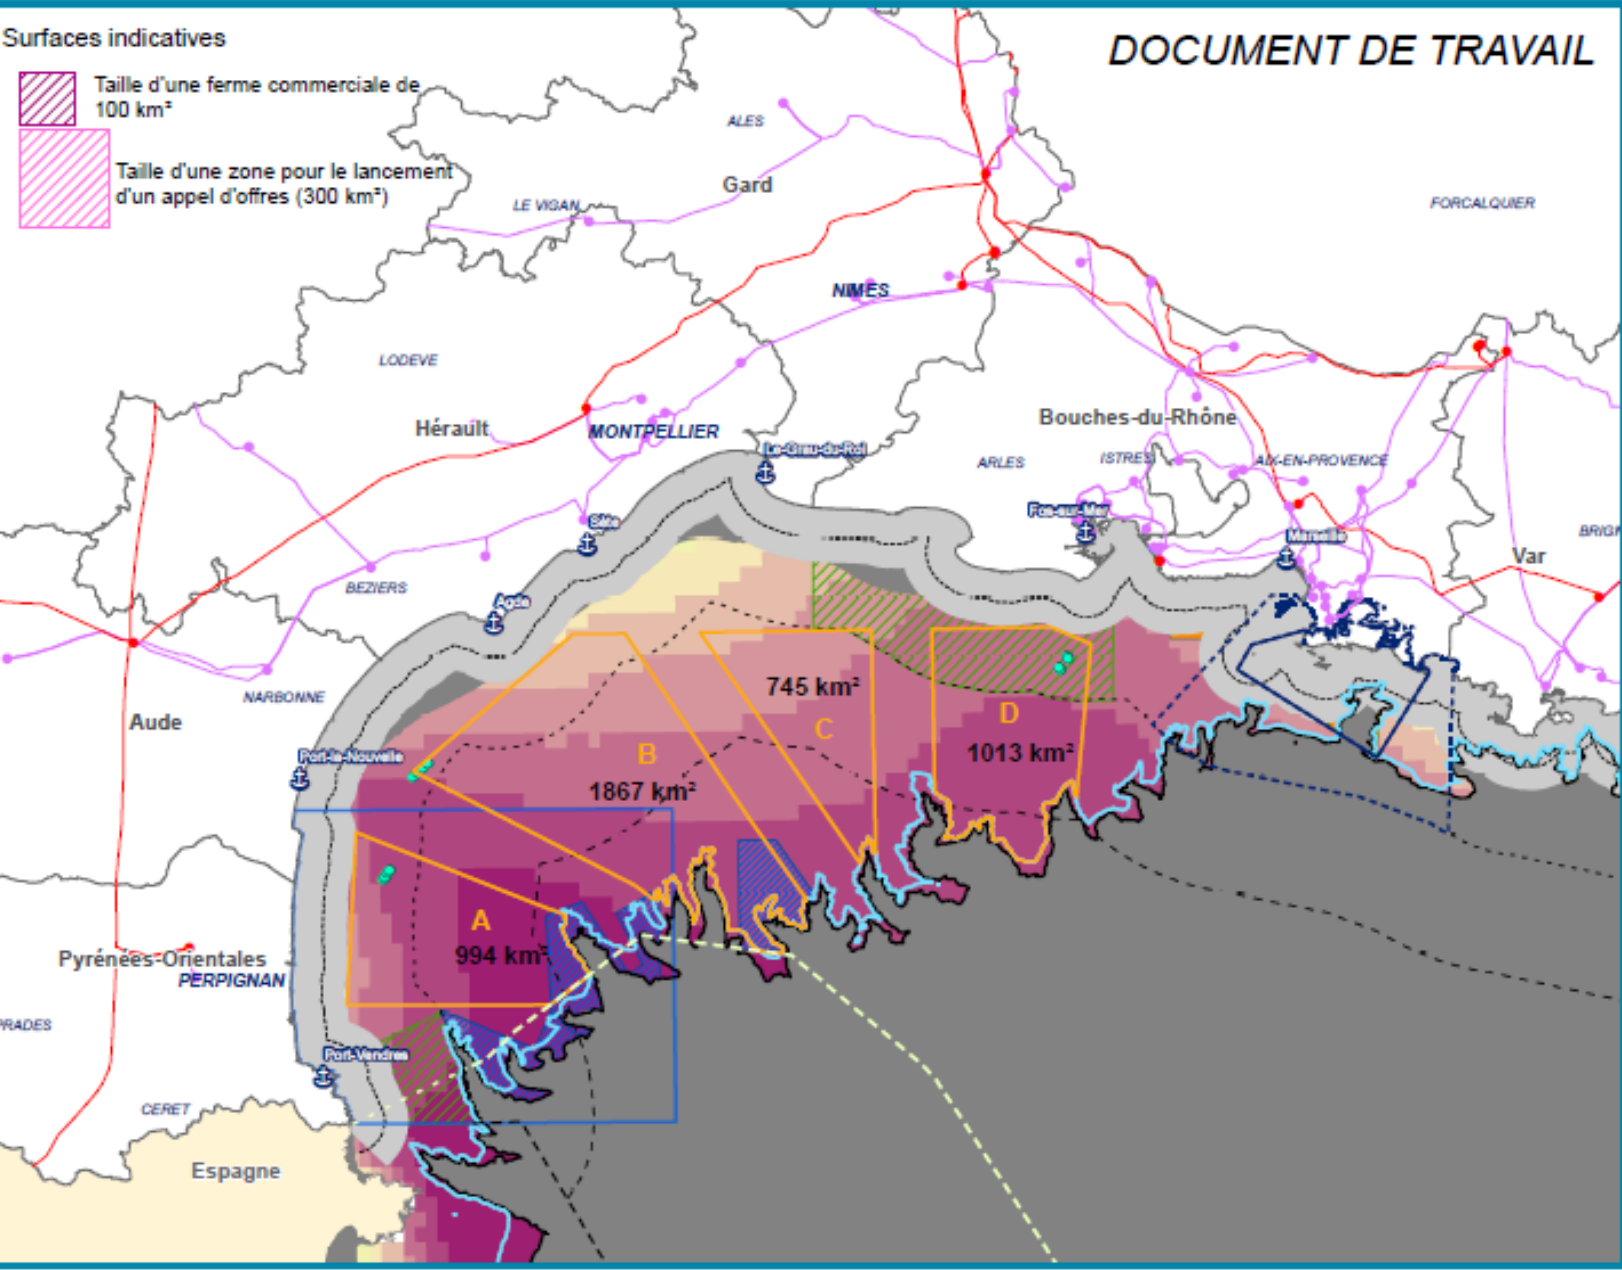 Surfaces indicatives
DOCUMENT DE TRAVAIL
Taille d'une ferme commerciale de
100 km²
Taille d'une zone pour le lancement
d'un appel d'offres (300 km²)
ALES
Gard
LE VIGAN
FORCALQUIER
NIMES
LODEVE
Hérault
MONTPELLIER
Bouches-du-Rhône
Le-Grau-du-Roi
ARLES
ISTRES
AIX-EN-PROVENCE
Fos-sur-Mer
Sète
Marseille
BRIGN
Var
BEZIERS
Agde
NARBONNE
Aude
745 km²
C
D
1013 km²
B
1867 km²
Port-la-Nouvelle
A
994 km²
Pyrénées-Orientales
PERPIGNAN
PRADES
Port-Vendres
CERET
Espagne